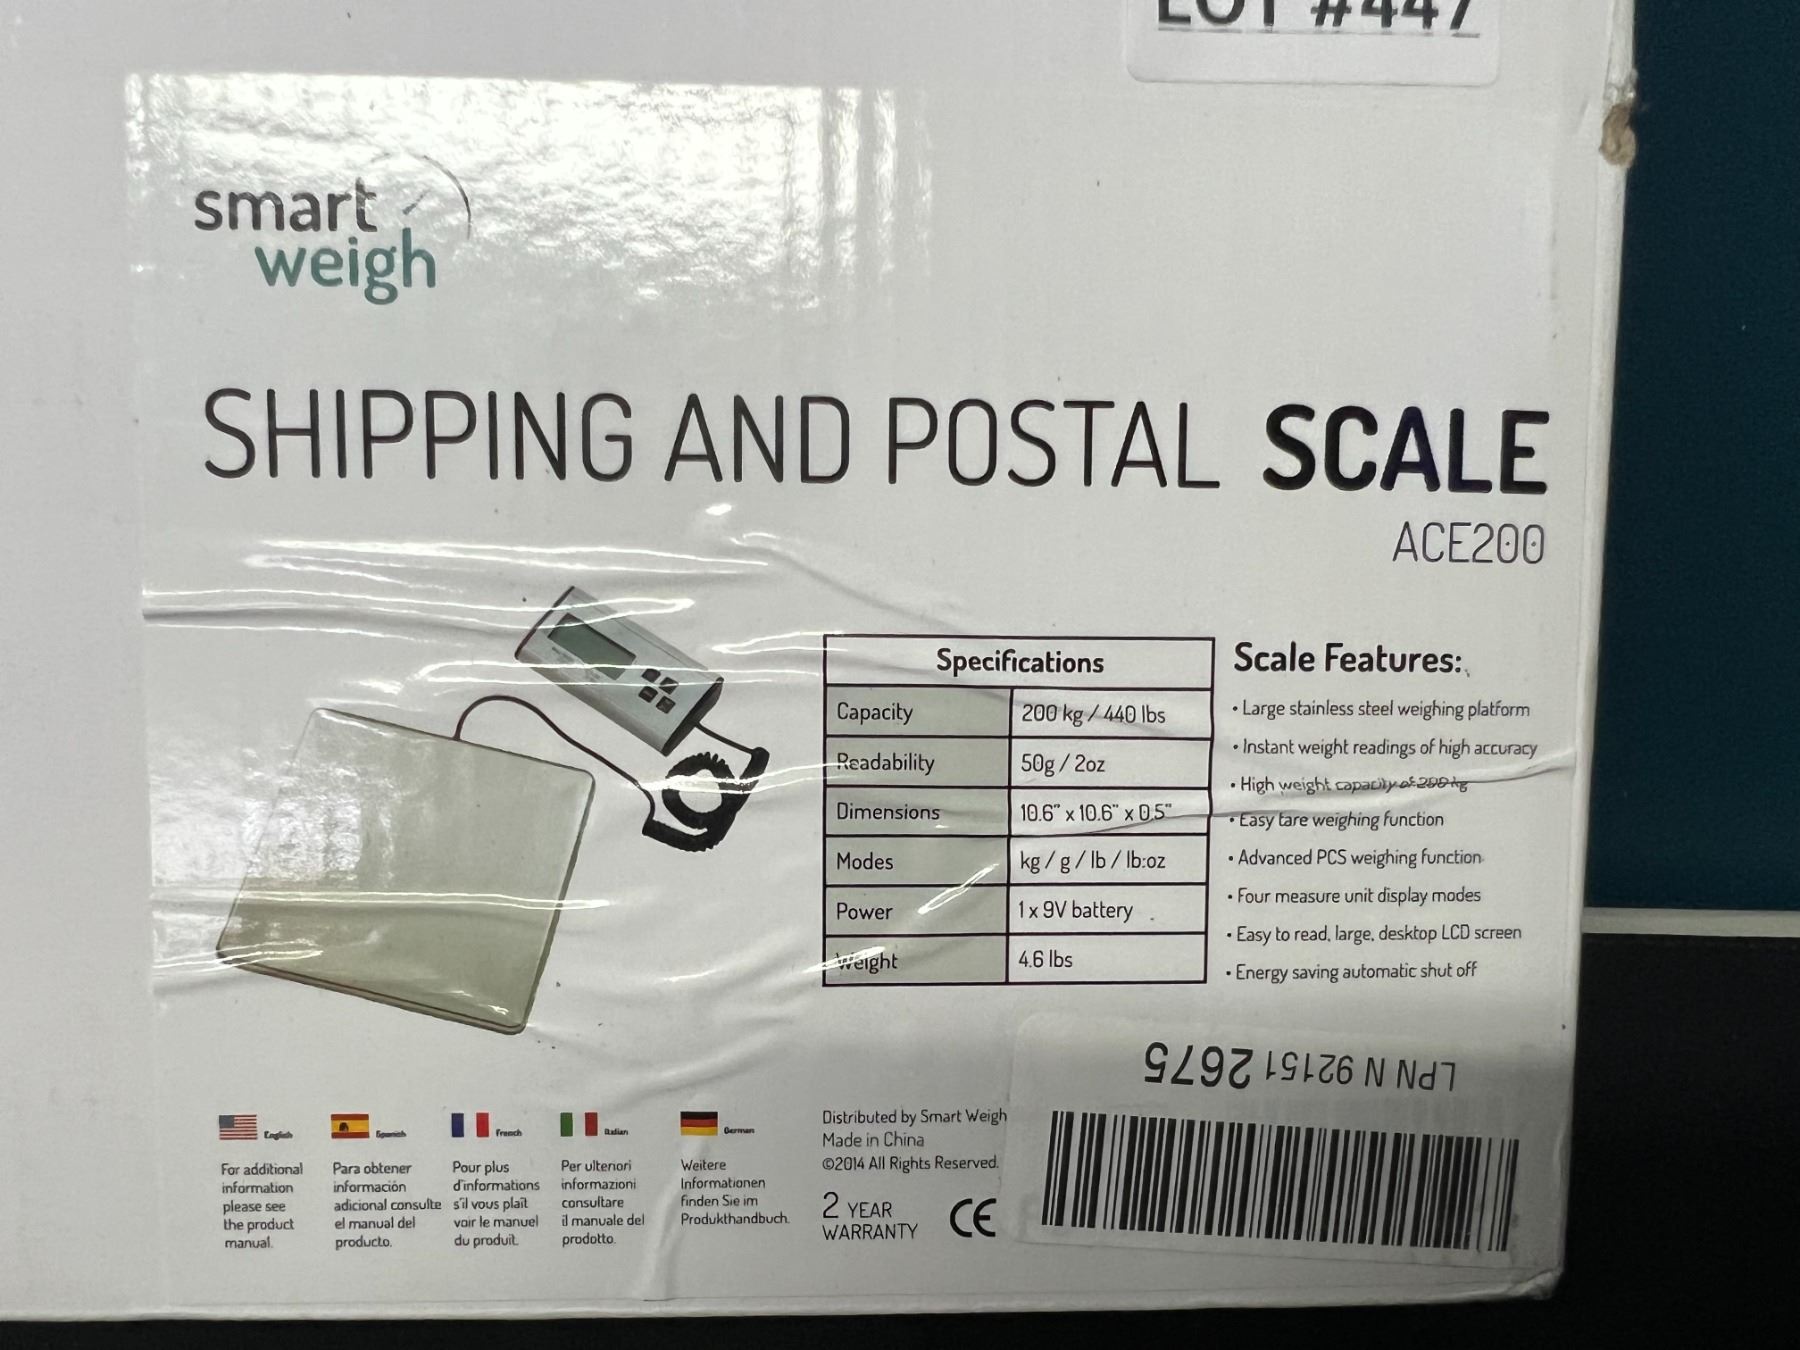 LOT #447
smart
weigh
SHIPPING AND POSTAL SCALE
ACE200
Specifications
Capacity 200 kg / 440 lbs
Readability 50g / 2oz
Dimensions 10.6" x 10.6" x 0.5"
Modes kg / g / lb / lb:oz
Power 1 x 9V battery
Weight 4.6 lbs
Scale Features:
• Large stainless steel weighing platform
• Instant weight readings of high accuracy
• High weight capacity of 200 kg
• Easy tare weighing function
• Advanced PCS weighing function
• Four measure unit display modes
• Easy to read, large, desktop LCD screen
• Energy saving automatic shut off
LPN N 92151 2675
English
For additional
information
please see
the product
manual.
Spanish
Para obtener
información
adicional consulte
el manual del
producto.
French
Pour plus
d'informations
s'il vous plaît
voir le manuel
du produit.
Italian
Per ulteriori
informazioni
consultare
il manuale del
prodotto.
German
Weitere
Informationen
finden Sie im
Produkthandbuch.
Distributed by Smart Weigh
Made in China
©2014 All Rights Reserved.
2 YEAR
WARRANTY
CE